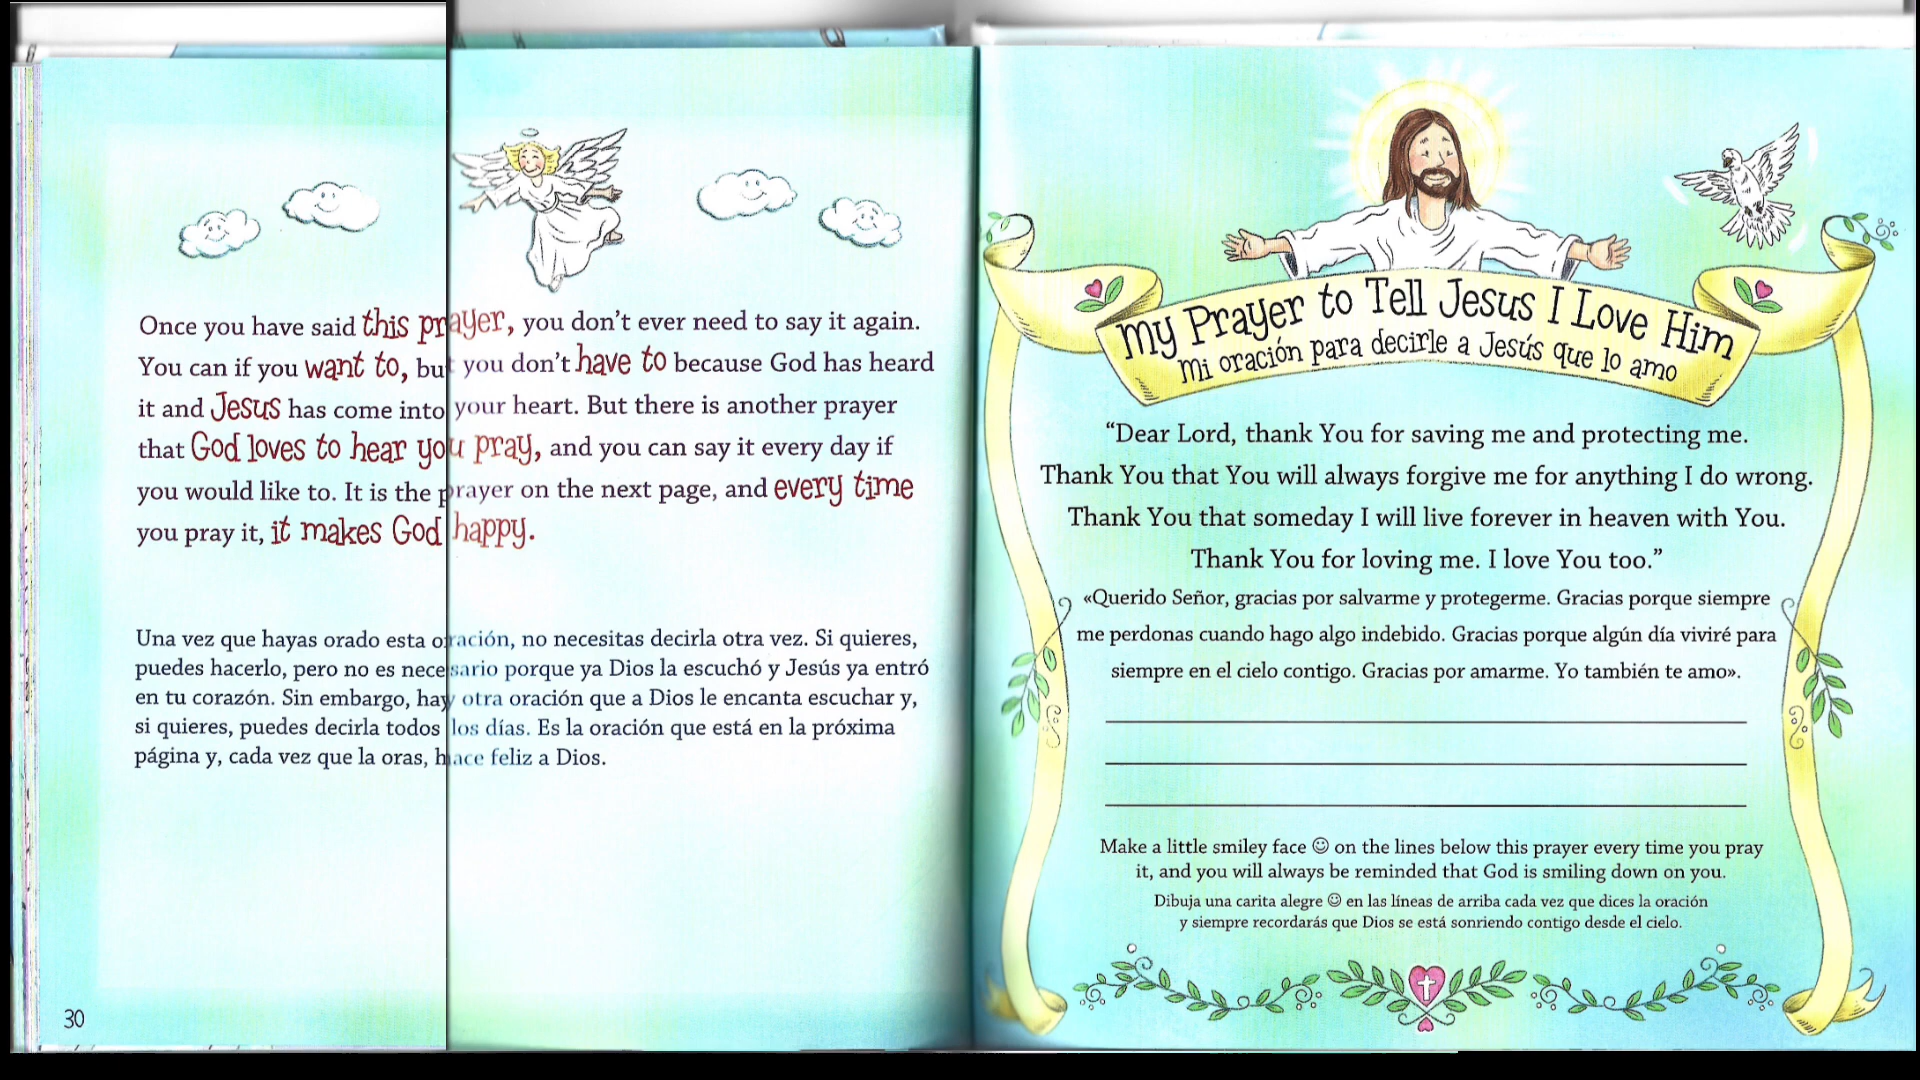 Once you have said this prayer, you don't ever need to say it again.
You can if you want to, but you don't have to because God has heard
it and Jesus has come into your heart. But there is another prayer
that God loves to hear you pray, and you can say it every day if
you would like to. It is the prayer on the next page, and every time
you pray it, it makes God happy.
Una vez que hayas orado esta oración, no necesitas decirla otra vez. Si quieres,
puedes hacerlo, pero no es necesario porque ya Dios la escuchó y Jesús ya entró
en tu corazón. Sin embargo, hay otra oración que a Dios le encanta escuchar y,
si quieres, puedes decirla todos los días. Es la oración que está en la próxima
página y, cada vez que la oras, hace feliz a Dios.
30
My Prayer to Tell Jesus I Love Him
Mi oración para decirle a Jesús que lo amo
“Dear Lord, thank You for saving me and protecting me.
Thank You that You will always forgive me for anything I do wrong.
Thank You that someday I will live forever in heaven with You.
Thank You for loving me. I love You too.”
«Querido Señor, gracias por salvarme y protegerme. Gracias porque siempre
me perdonas cuando hago algo indebido. Gracias porque algún día viviré para
siempre en el cielo contigo. Gracias por amarme. Yo también te amo».
Make a little smiley face ☺ on the lines below this prayer every time you pray
it, and you will always be reminded that God is smiling down on you.
Dibuja una carita alegre ☺ en las líneas de arriba cada vez que dices la oración
y siempre recordarás que Dios se está sonriendo contigo desde el cielo.